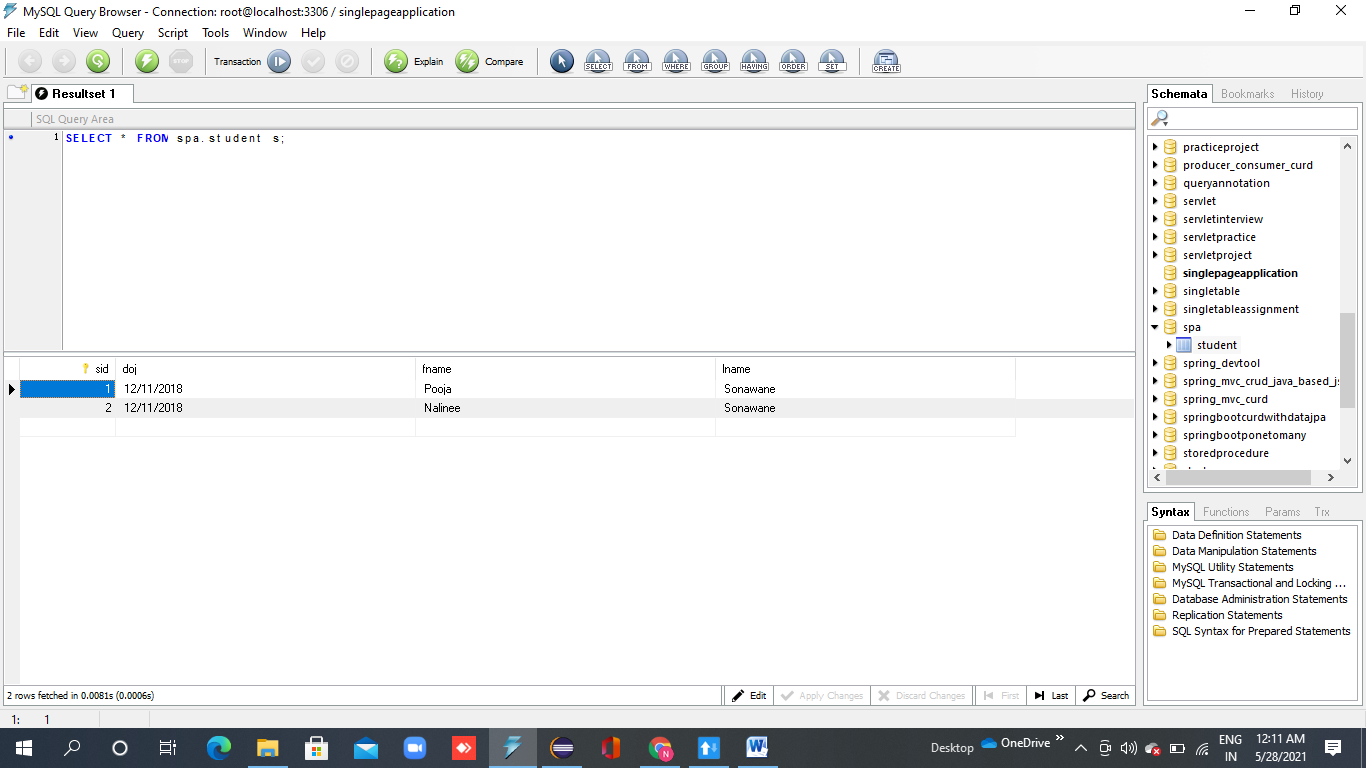 MySQL Query Browser - Connection: root@localhost:3306 / singlepageapplication
File Edit View Query Script Tools Window Help
STOP Transaction Explain Compare SELECT FROM WHERE GROUP HAVING ORDER SET CREATE
Resultset 1
SQL Query Area
1 SELECT * FROM spa.student s;
sid doj fname lname
1 12/11/2018 Pooja Sonawane
2 12/11/2018 Nalinee Sonawane
2 rows fetched in 0.0081s (0.0006s)
Edit Apply Changes Discard Changes First Last Search
1: 1
Schemata Bookmarks History
practiceproject
producer_consumer_curd
queryannotation
servlet
servletinterview
servletpractice
servletproject
singlepageapplication
singletable
singletableassignment
spa
student
spring_devtool
spring_mvc_crud_java_based_j
spring_mvc_curd
springbootcurdwithdatajpa
springbootponetomany
storedprocedure
Syntax Functions Params Trx
Data Definition Statements
Data Manipulation Statements
MySQL Utility Statements
MySQL Transactional and Locking ...
Database Administration Statements
Replication Statements
SQL Syntax for Prepared Statements
N W Desktop OneDrive » ENG 12:11 AM
IN 5/28/2021